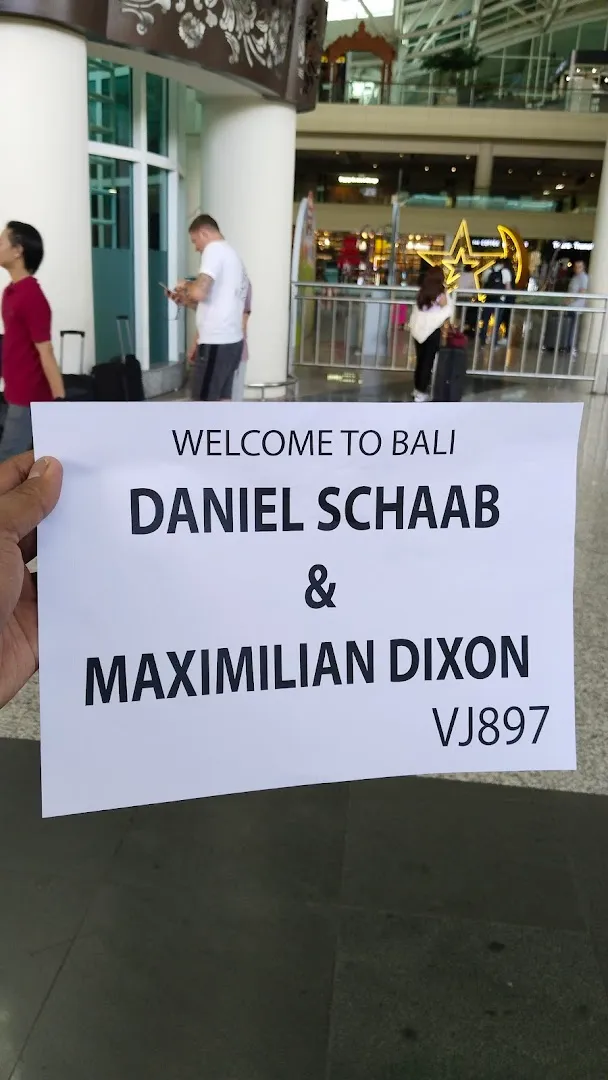 WELCOME TO BALI
DANIEL SCHAAB
&
MAXIMILIAN DIXON
VJ897